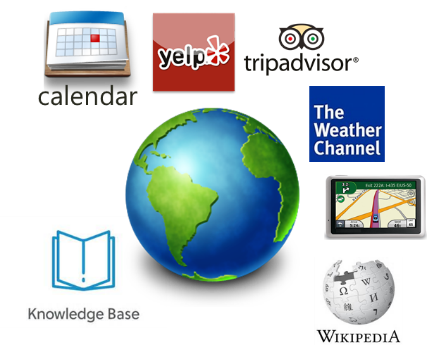 calendar
yelp
tripadvisor®
The
Weather
Channel
Knowledge Base
WIKIPEDIA